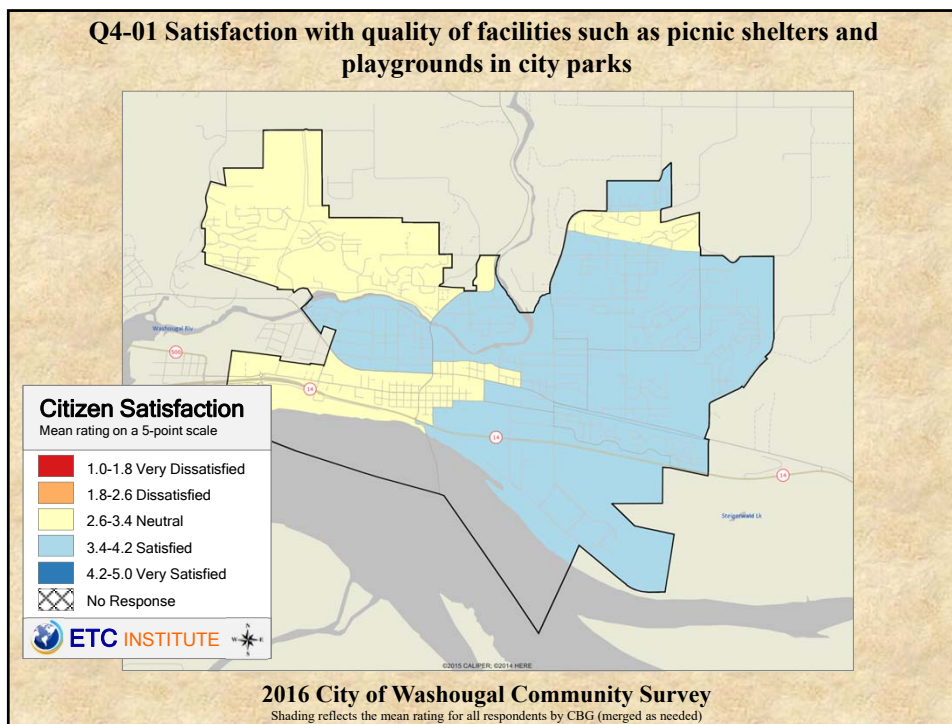 Q4-01 Satisfaction with quality of facilities such as picnic shelters and
playgrounds in city parks
Washougal Riv
500
14
14
14
Steigerwald Lk
Citizen Satisfaction
Mean rating on a 5-point scale
1.0-1.8 Very Dissatisfied
1.8-2.6 Dissatisfied
2.6-3.4 Neutral
3.4-4.2 Satisfied
4.2-5.0 Very Satisfied
No Response
ETC INSTITUTE
N
W E
S
©2015 CALIPER; ©2014 HERE
2016 City of Washougal Community Survey
Shading reflects the mean rating for all respondents by CBG (merged as needed)